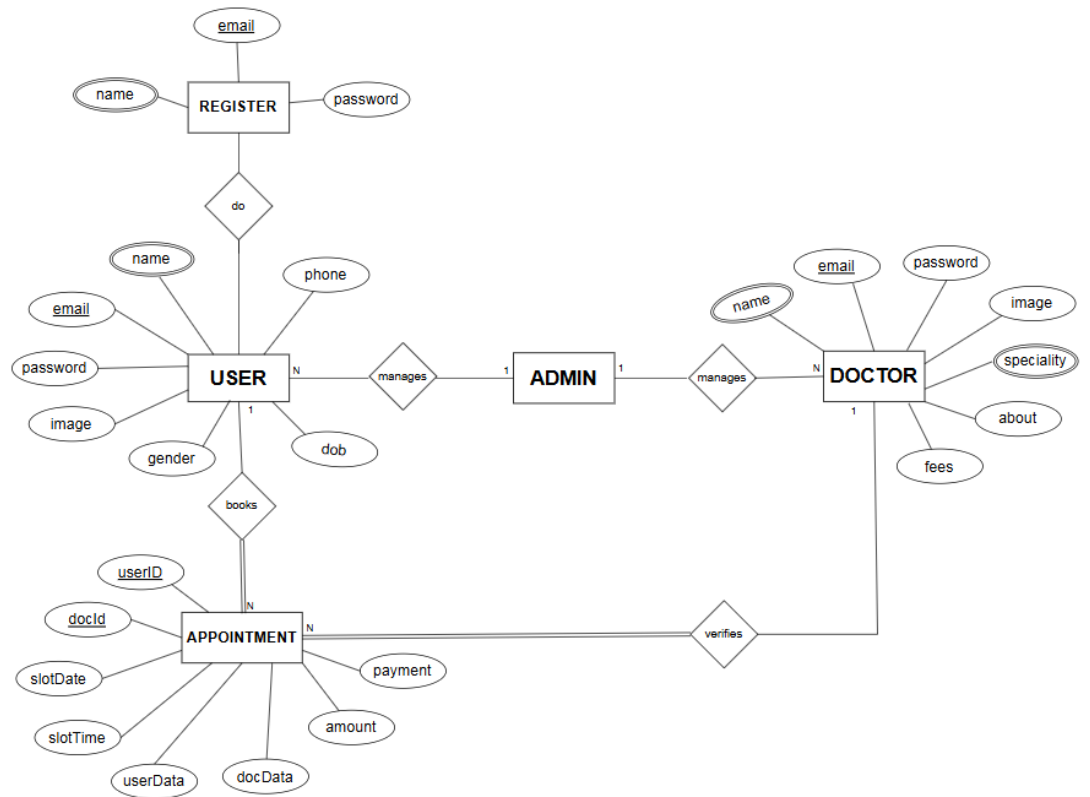 email
name
password
REGISTER
do
name
phone
email
password
image
gender
dob
USER
N
1
manages
1
ADMIN
1
manages
N
DOCTOR
1
name
email
password
image
speciality
about
fees
books
N
userID
docId
APPOINTMENT
N
verifies
slotDate
slotTime
userData
docData
amount
payment